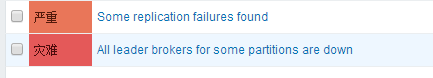 严重 Some replication failures found
灾难 All leader brokers for some partitions are down